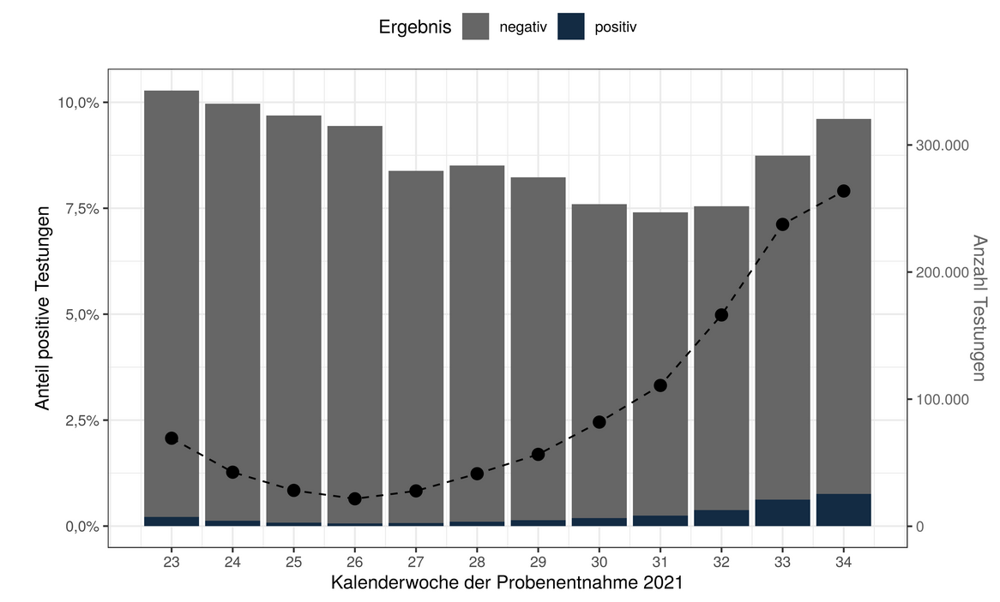 Ergebnis negativ positiv
Anteil positive Testungen
10,0%
7,5%
5,0%
2,5%
0,0%
300.000
200.000
100.000
0
Anzahl Testungen
23 24 25 26 27 28 29 30 31 32 33 34
Kalenderwoche der Probenentnahme 2021